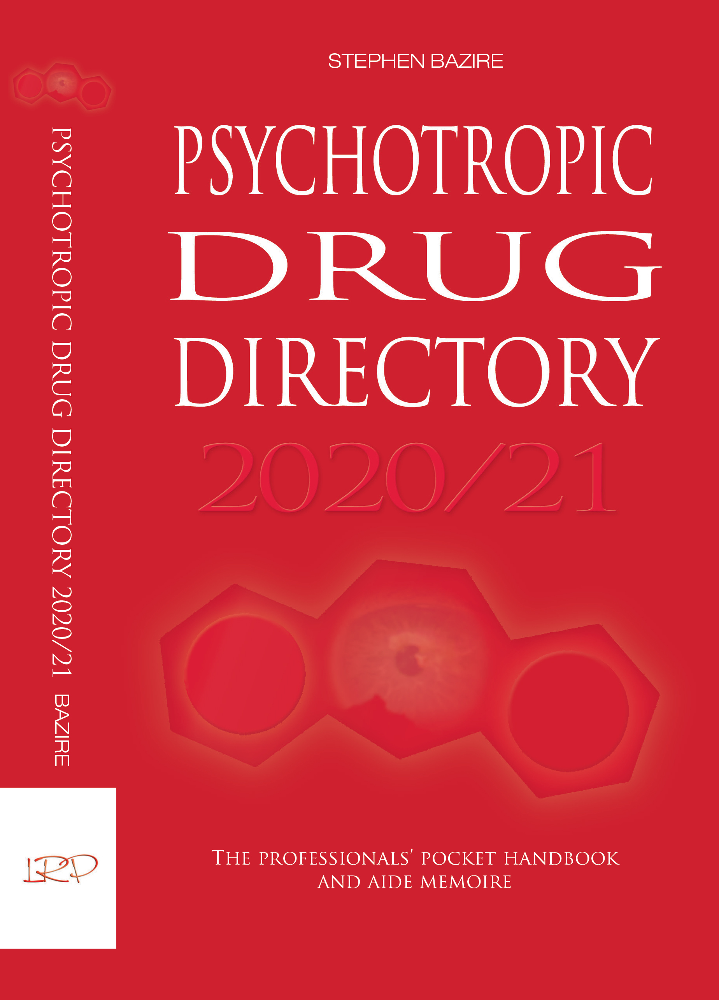 STEPHEN BAZIRE
PSYCHOTROPIC
DRUG
DIRECTORY
2020/21
THE PROFESSIONALS’ POCKET HANDBOOK
AND AIDE MEMOIRE
PSYCHOTROPIC DRUG DIRECTORY 2020/21 BAZIRE
LRP